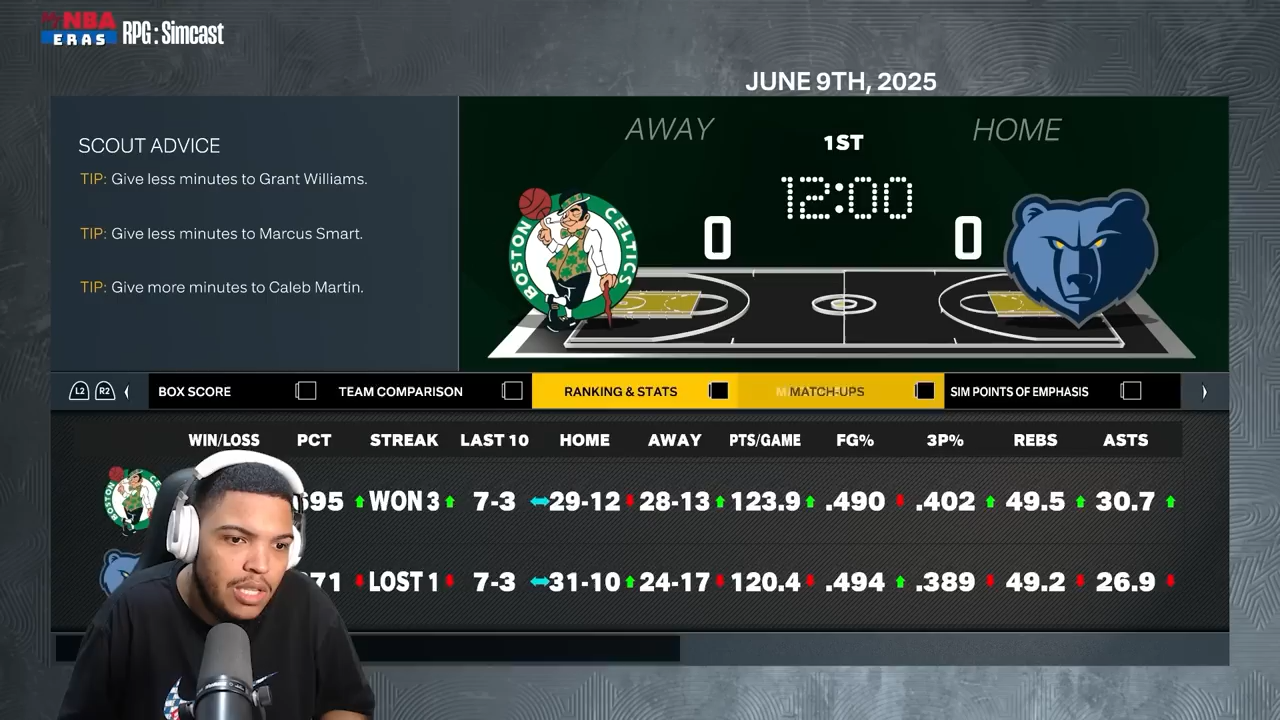 MyNBA
ERAS
RPG : Simcast
JUNE 9TH, 2025
SCOUT ADVICE
TIP: Give less minutes to Grant Williams.
TIP: Give less minutes to Marcus Smart.
TIP: Give more minutes to Caleb Martin.
AWAY
1ST
HOME
12:00
0
0
BOSTON CELTICS
L2 R2
BOX SCORE
TEAM COMPARISON
RANKING & STATS
MATCH-UPS
SIM POINTS OF EMPHASIS
WIN/LOSS PCT STREAK LAST 10 HOME AWAY PTS/GAME FG% 3P% REBS ASTS
695 WON 3 7-3 29-12 28-13 123.9 .490 .402 49.5 30.7
71 LOST 1 7-3 31-10 24-17 120.4 .494 .389 49.2 26.9